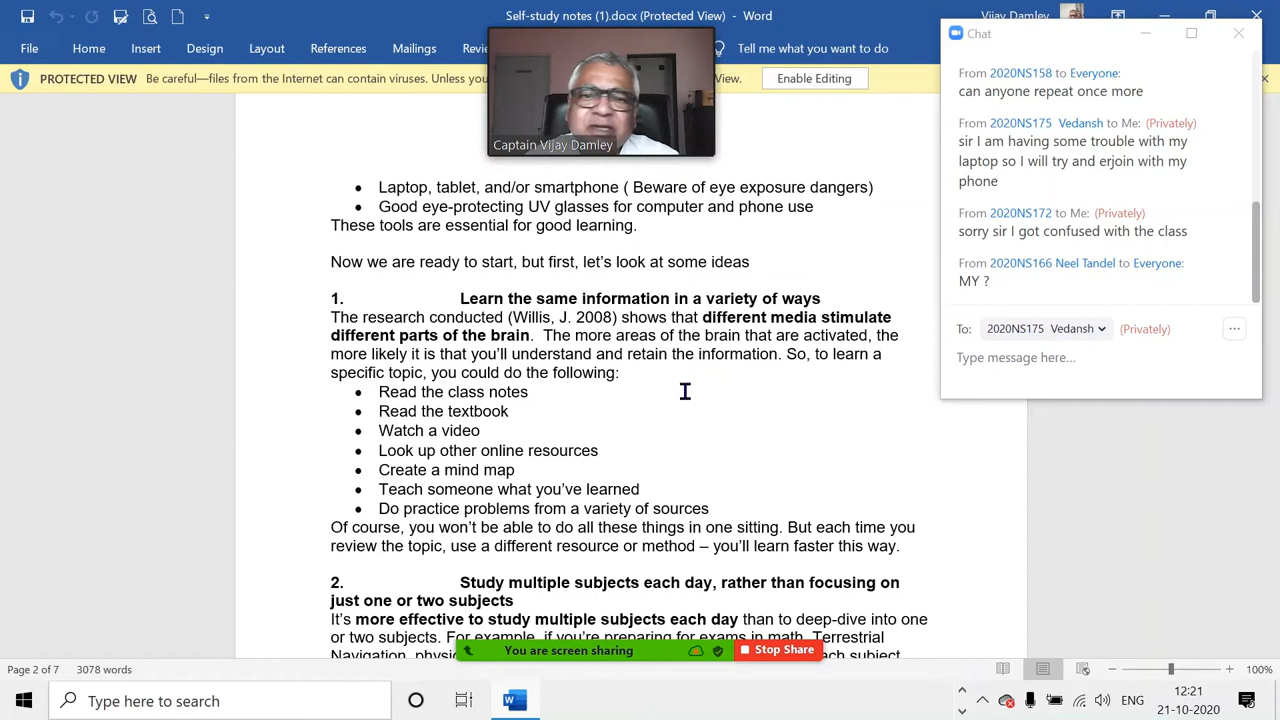 Self-study notes (1).docx (Protected View) - Word
File Home Insert Design Layout References Mailings Tell me what you want to do
PROTECTED VIEW Be careful—files from the Internet can contain viruses. Unless you View. Enable Editing
Captain Vijay Damley
• Laptop, tablet, and/or smartphone ( Beware of eye exposure dangers)
• Good eye-protecting UV glasses for computer and phone use
These tools are essential for good learning.
Now we are ready to start, but first, let's look at some ideas
1. Learn the same information in a variety of ways
The research conducted (Willis, J. 2008) shows that different media stimulate
different parts of the brain. The more areas of the brain that are activated, the
more likely it is that you'll understand and retain the information. So, to learn a
specific topic, you could do the following:
• Read the class notes
• Read the textbook
• Watch a video
• Look up other online resources
• Create a mind map
• Teach someone what you've learned
• Do practice problems from a variety of sources
Of course, you won't be able to do all these things in one sitting. But each time you
review the topic, use a different resource or method – you'll learn faster this way.
2. Study multiple subjects each day, rather than focusing on
just one or two subjects
It's more effective to study multiple subjects each day than to deep-dive into one
or two subjects. For example, if you're preparing for exams in math, Terrestrial
Navigation, physi
You are screen sharing Stop Share
Chat
From 2020NS158 to Everyone:
can anyone repeat once more
From 2020NS175 Vedansh to Me: (Privately)
sir I am having some trouble with my
laptop so I will try and erjoin with my
phone
From 2020NS172 to Me: (Privately)
sorry sir I got confused with the class
From 2020NS166 Neel Tandel to Everyone:
MY ?
To: 2020NS175 Vedansh (Privately)
Type message here...
Page 2 of 7 3078 words 100%
Type here to search ENG 12:21
21-10-2020